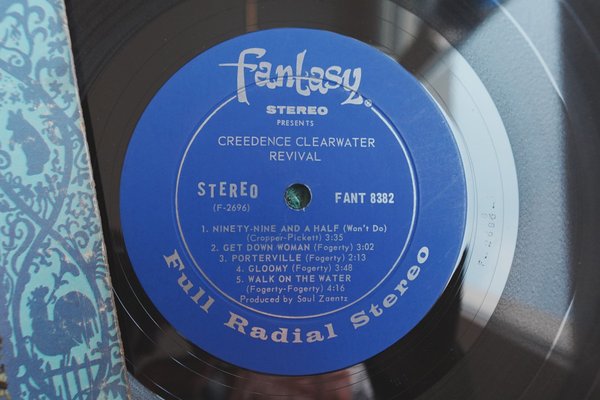 Fantasy.
STEREO
PRESENTS
CREEDENCE CLEARWATER
REVIVAL
STEREO
(F-2696)
FANT 8382
1. NINETY-NINE AND A HALF (Won't Do)
(Cropper-Pickett) 3:35
2. GET DOWN WOMAN (Fogerty) 3:02
3. PORTERVILLE (Fogerty) 2:13
4. GLOOMY (Fogerty) 3:48
5. WALK ON THE WATER
(Fogerty-Fogerty) 4:16
Produced by Saul Zaentz
Full Radial Stereo